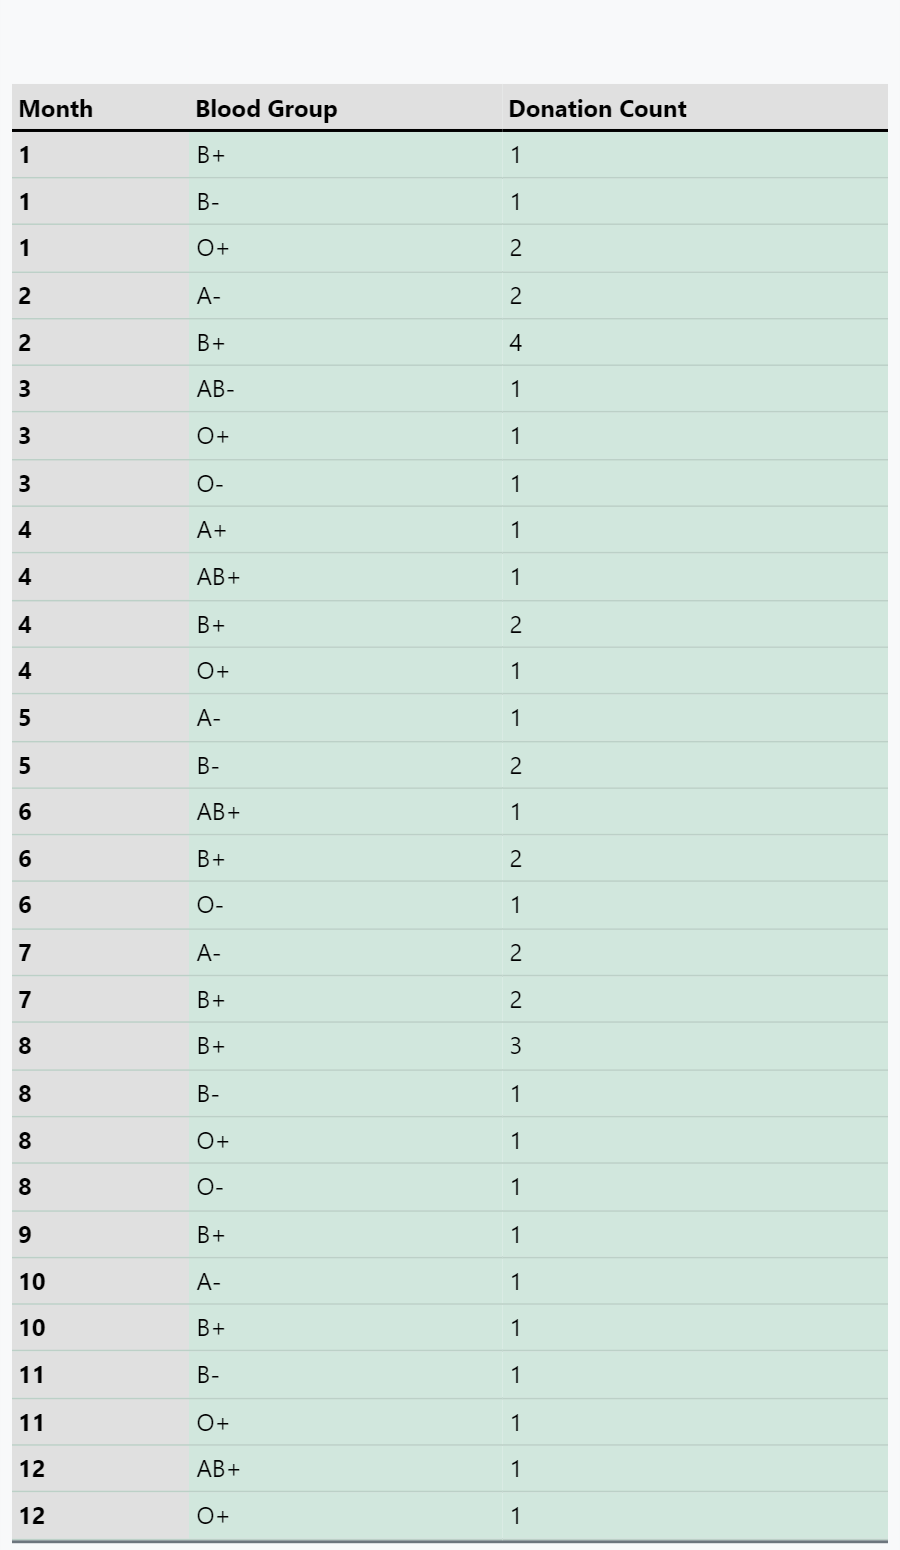 Month Blood Group Donation Count
1 B+ 1
1 B- 1
1 O+ 2
2 A- 2
2 B+ 4
3 AB- 1
3 O+ 1
3 O- 1
4 A+ 1
4 AB+ 1
4 B+ 2
4 O+ 1
5 A- 1
5 B- 2
6 AB+ 1
6 B+ 2
6 O- 1
7 A- 2
7 B+ 2
8 B+ 3
8 B- 1
8 O+ 1
8 O- 1
9 B+ 1
10 A- 1
10 B+ 1
11 B- 1
11 O+ 1
12 AB+ 1
12 O+ 1